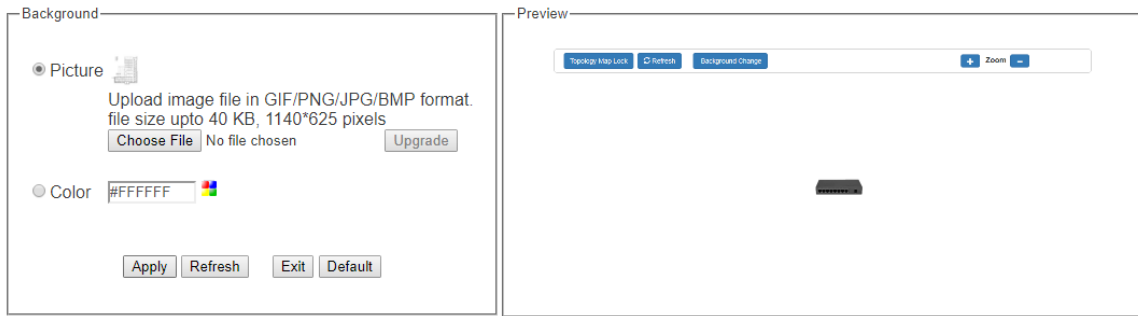 Background
Picture
Upload image file in GIF/PNG/JPG/BMP format.
file size upto 40 KB, 1140*625 pixels
Choose File No file chosen Upgrade
Color #FFFFFF
Apply Refresh Exit Default
Preview
Topology Map Lock Refresh Background Change + Zoom −